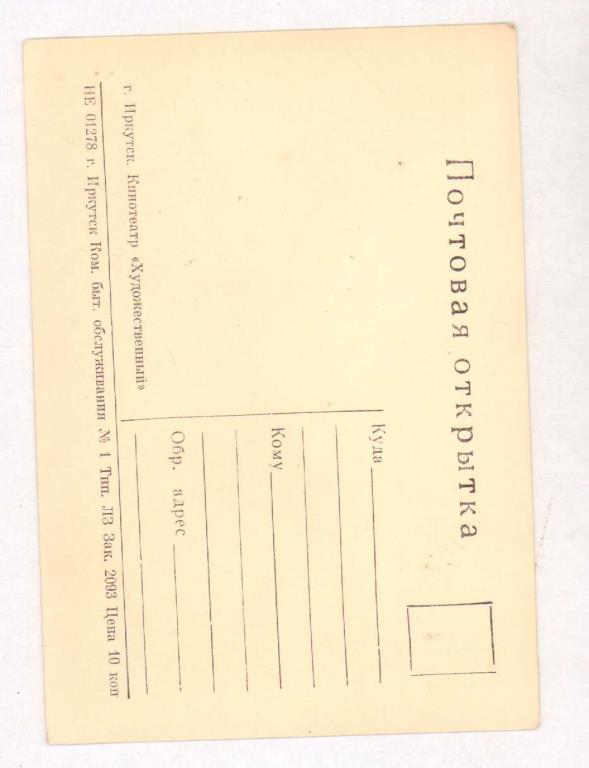 Почтовая открытка
Куда
Кому
Обр. адрес
г. Иркутск. Кинотеатр «Художественный»
НЕ 01278 г. Иркутск Ком. быт. обслуживания № 1 Тип. ЛЗ Зак. 2093 Цена 10 коп